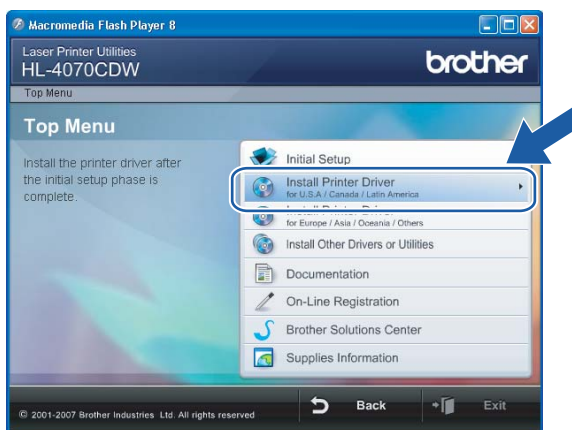 Macromedia Flash Player 8
Laser Printer Utilities
HL-4070CDW
brother
Top Menu
Top Menu
Install the printer driver after
the initial setup phase is
complete.
Initial Setup
Install Printer Driver
for U.S.A / Canada / Latin America
Install Printer Driver
for Europe / Asia / Oceania / Others
Install Other Drivers or Utilities
Documentation
On-Line Registration
Brother Solutions Center
Supplies Information
© 2001-2007 Brother Industries Ltd. All rights reserved
Back
Exit